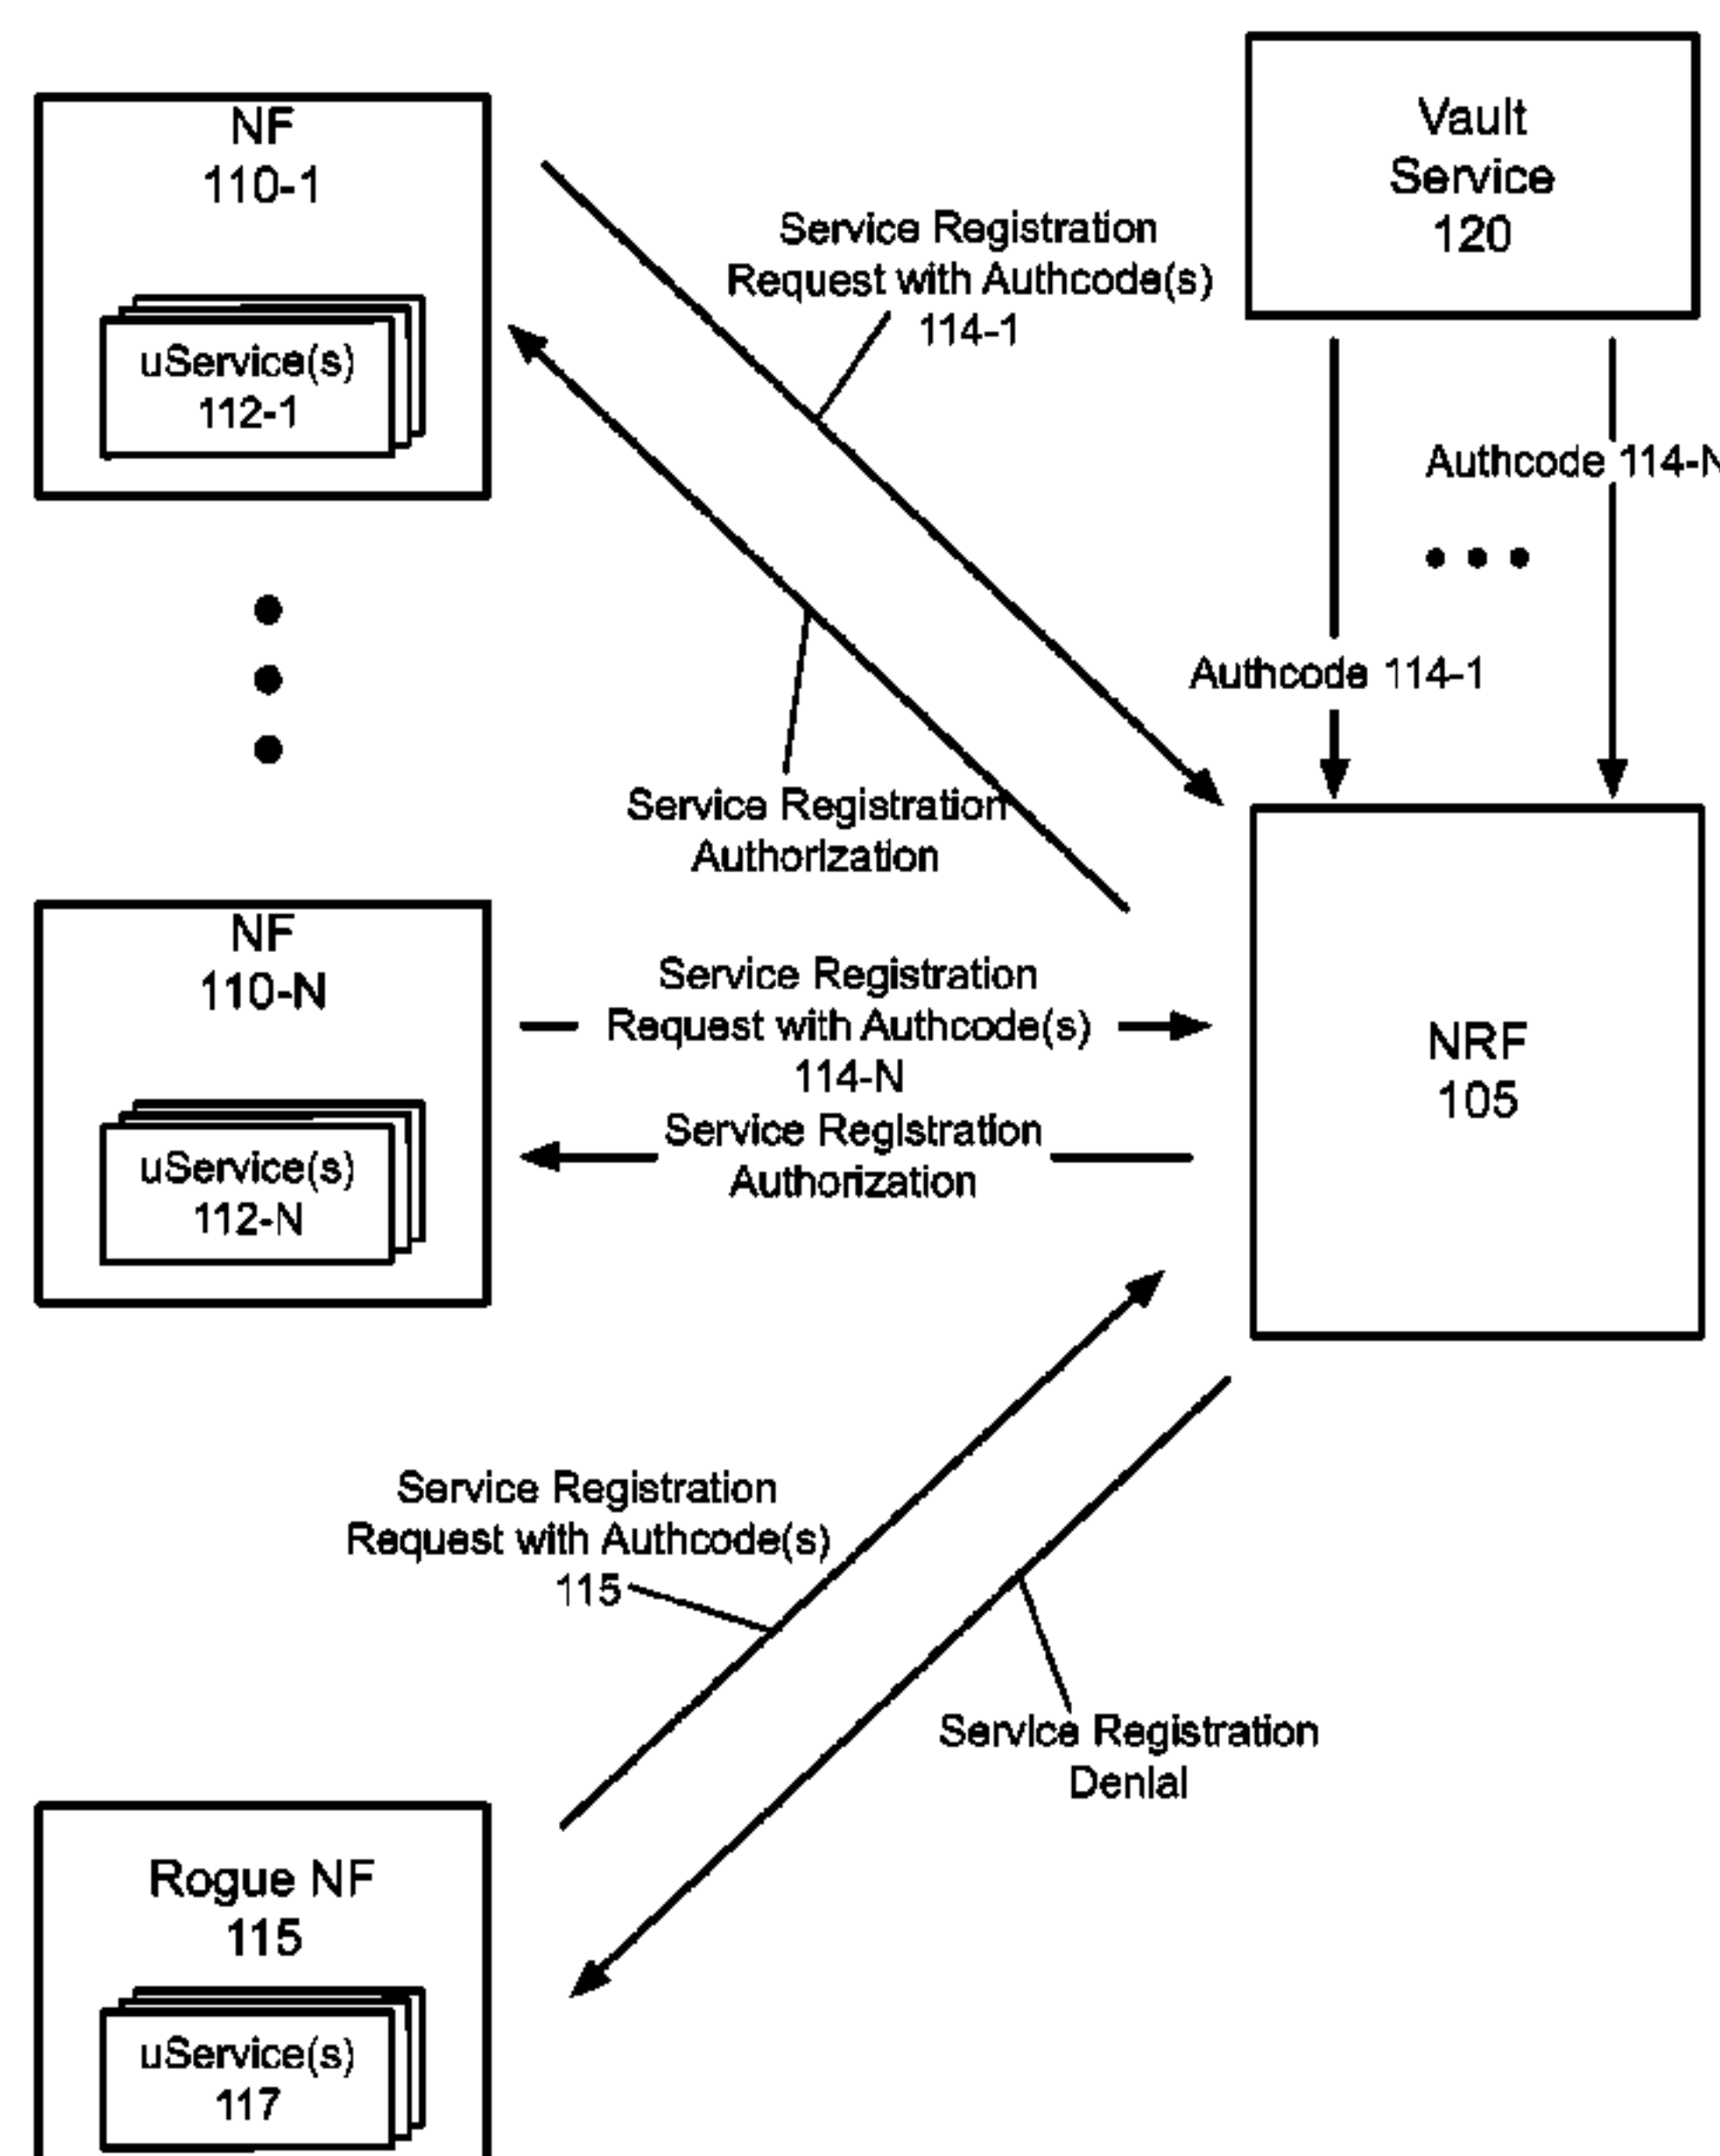 NF
110-1
uService(s)
112-1
Service Registration
Request with Authcode(s)
114-1
Vault
Service
120
Authcode 114-N
Authcode 114-1
Service Registration
Authorization
NF
110-N
uService(s)
112-N
Service Registration
Request with Authcode(s)
114-N
Service Registration
Authorization
NRF
105
Service Registration
Request with Authcode(s)
115
Service Registration
Denial
Rogue NF
115
uService(s)
117